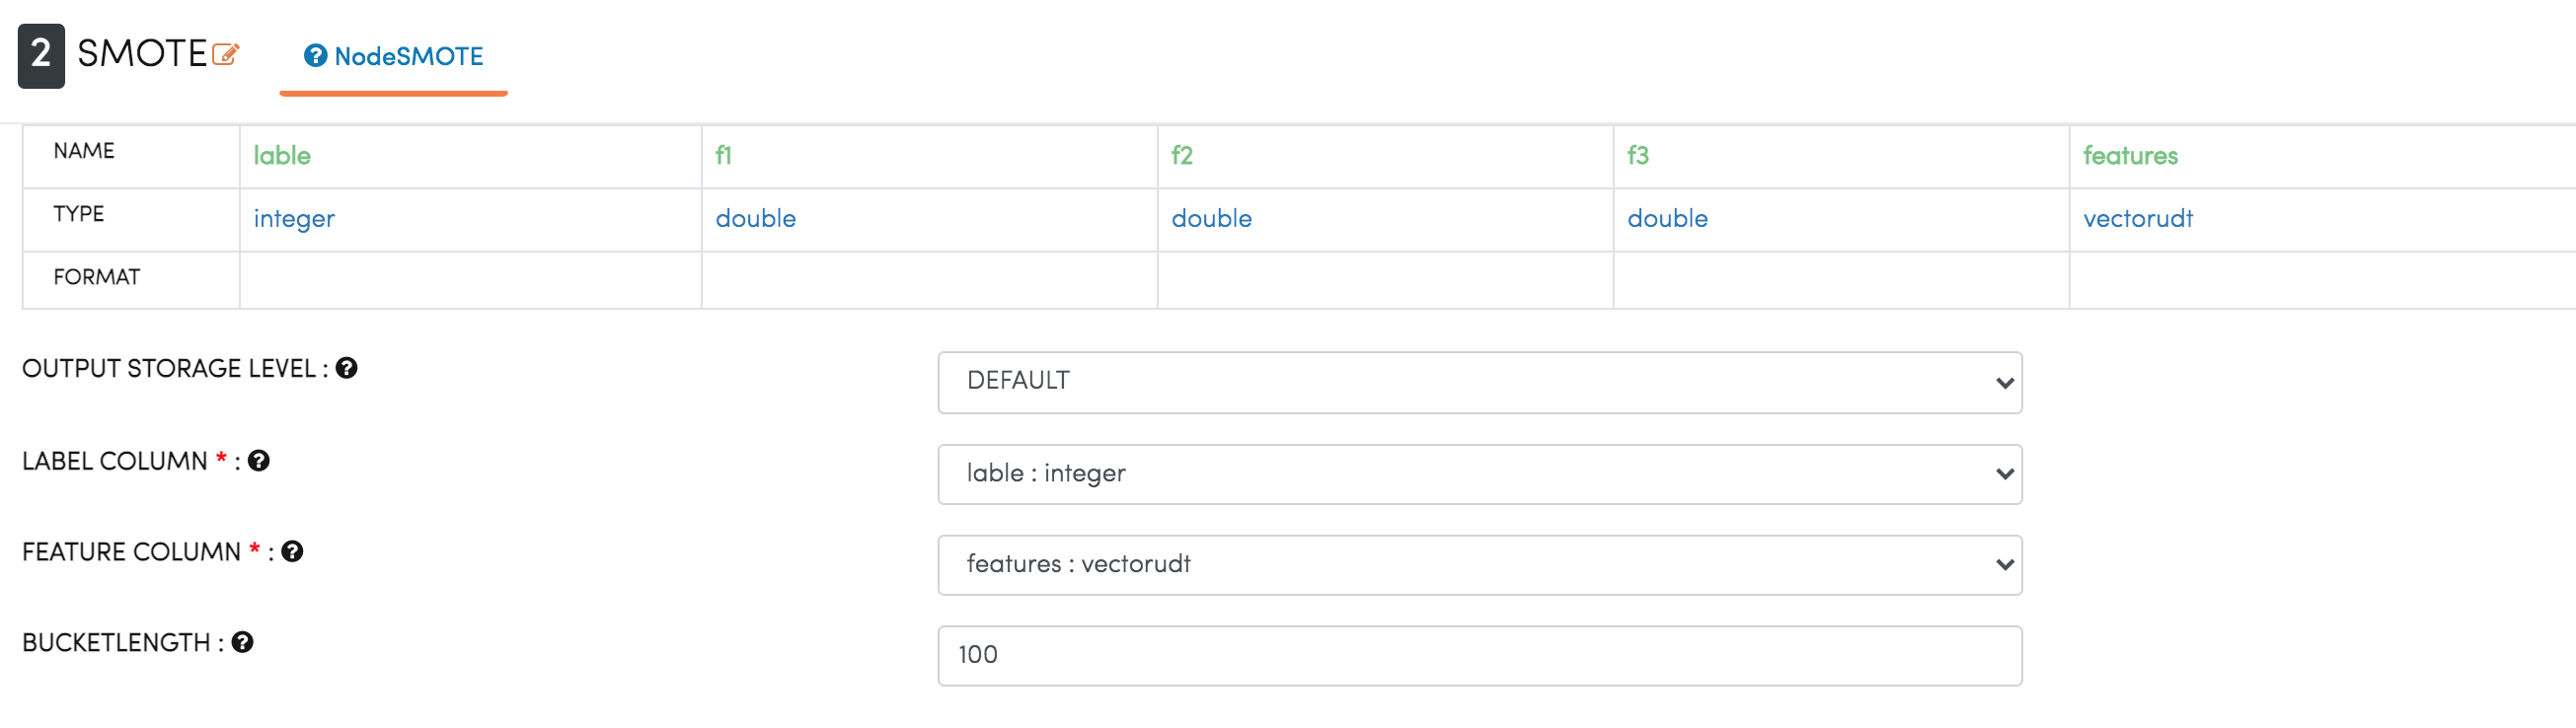 2 SMOTE NodeSMOTE
NAME lable f1 f2 f3 features
TYPE integer double double double vectorudt
FORMAT
OUTPUT STORAGE LEVEL : DEFAULT
LABEL COLUMN * : lable : integer
FEATURE COLUMN * : features : vectorudt
BUCKETLENGTH : 100